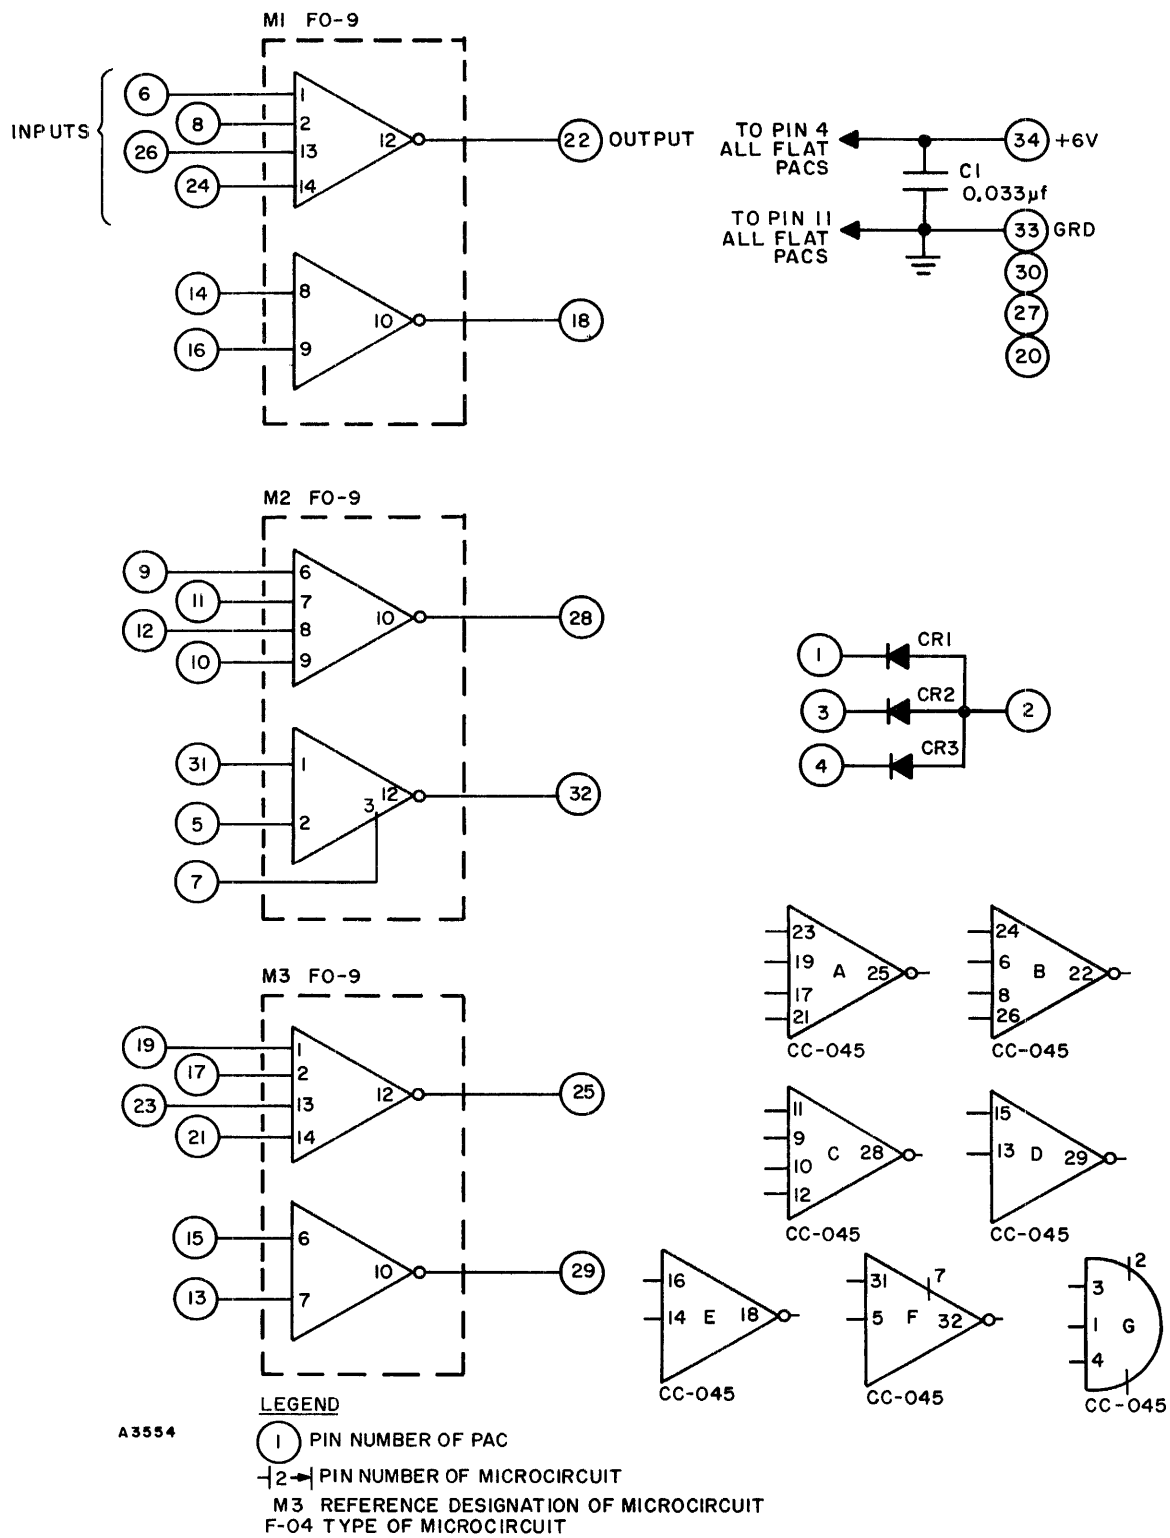 M1 FO-9
INPUTS
6
8
26
24
1
2
13
14
12
22 OUTPUT
14
16
8
9
10
18
TO PIN 4
ALL FLAT
PACS
34 +6V
C1
0.033µf
TO PIN 11
ALL FLAT
PACS
33 GRD
30
27
20
M2 FO-9
9
11
12
10
6
7
8
9
10
28
31
5
7
1
2
3
12
32
CR1
CR2
CR3
1
3
4
2
M3 FO-9
19
17
23
21
1
2
13
14
12
25
15
13
6
7
10
29
23
19
17
21
A 25
CC-045
24
6
8
26
B 22
CC-045
11
9
10
12
C 28
CC-045
15
13
D 29
CC-045
16
14
E 18
CC-045
31
5
7
F 32
CC-045
2
3
1
4
G
CC-045
LEGEND
A3554
1 PIN NUMBER OF PAC
2 PIN NUMBER OF MICROCIRCUIT
M3 REFERENCE DESIGNATION OF MICROCIRCUIT
F-04 TYPE OF MICROCIRCUIT